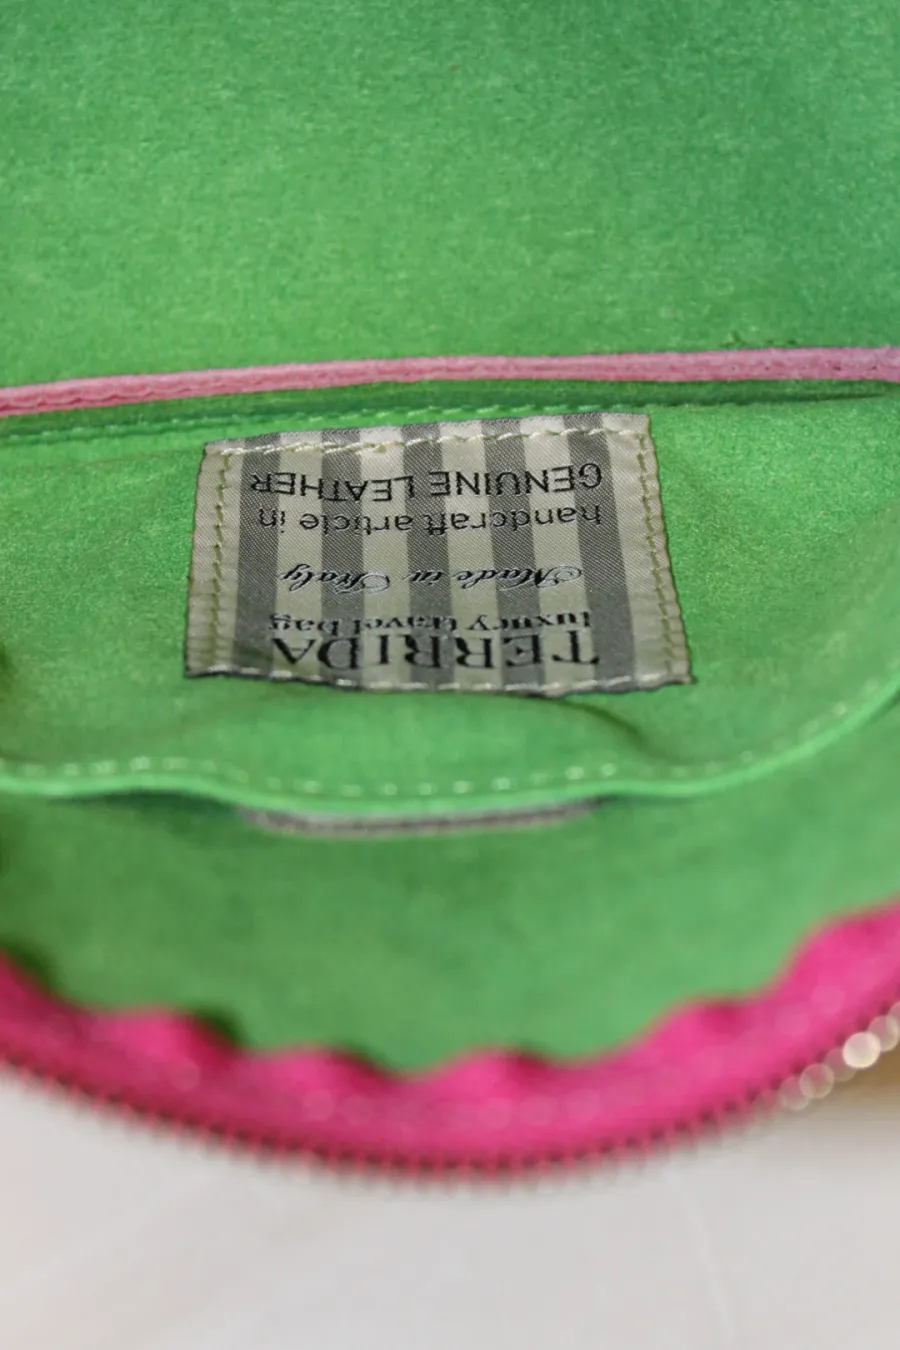 TERRIDA
luxury travel bag
Made in Italy
handcraft article in
GENUINE LEATHER